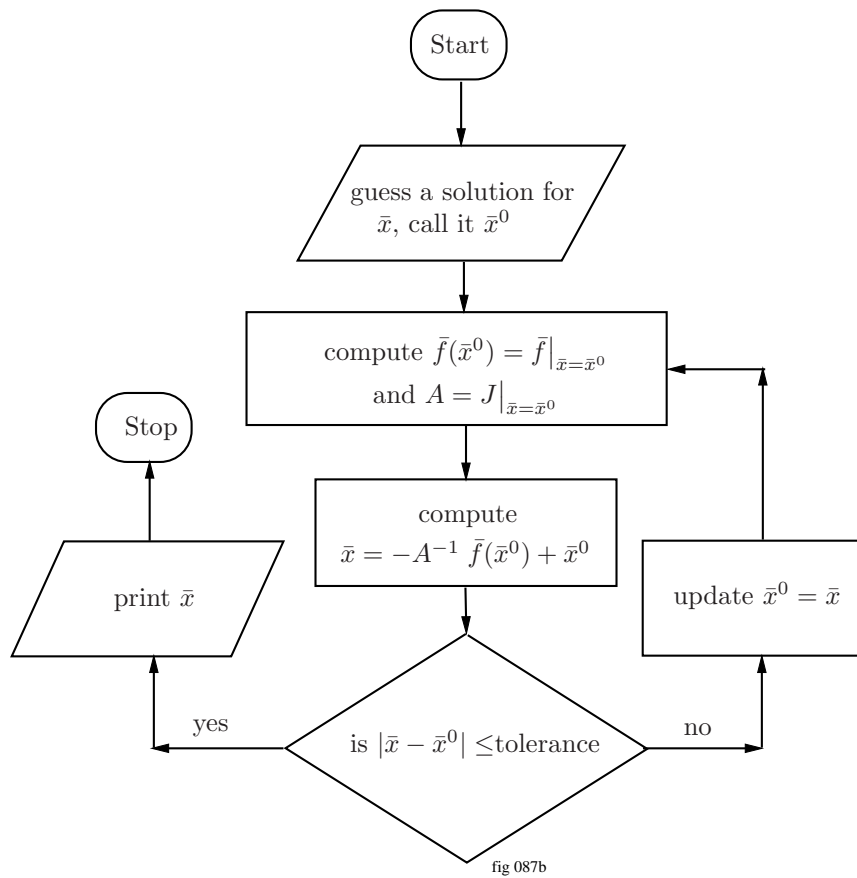 Start
guess a solution for
x̄, call it x̄⁰
compute f̄(x̄⁰) = f̄|ₓ̄₌ₓ̄⁰
and A = J|ₓ̄₌ₓ̄⁰
Stop
compute
x̄ = −A⁻¹ f̄(x̄⁰) + x̄⁰
print x̄
update x̄⁰ = x̄
yes
is |x̄ − x̄⁰| ≤tolerance
no
fig 087b